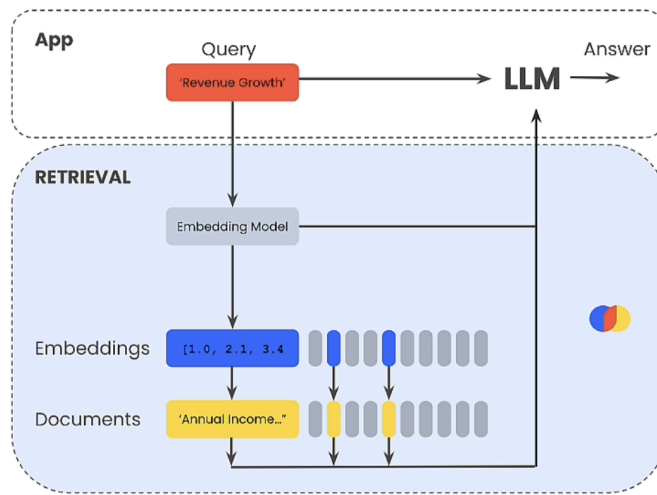 App
Query
Answer
'Revenue Growth'
LLM
RETRIEVAL
Embedding Model
Embeddings
[1.0, 2.1, 3.4
Documents
'Annual Income..."